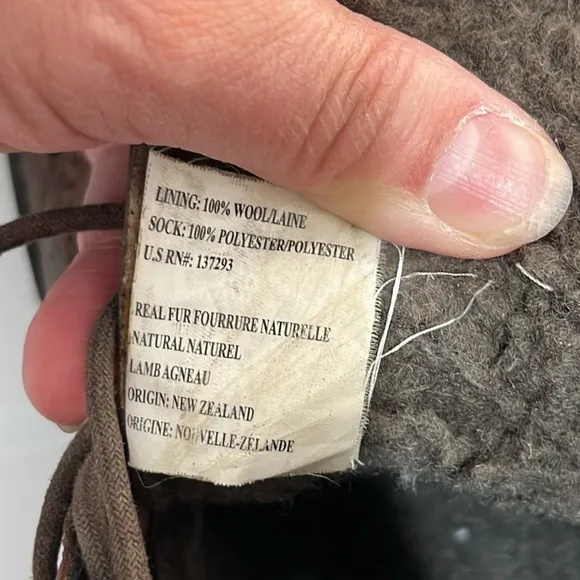 LINING: 100% WOOL/LAINE
SOCK: 100% POLYESTER/POLYESTER
U.S RN#: 137293
REAL FUR FOURRURE NATURELLE
NATURAL NATUREL
LAMB AGNEAU
ORIGIN: NEW ZEALAND
ORIGINE: NOUVELLE-ZELANDE